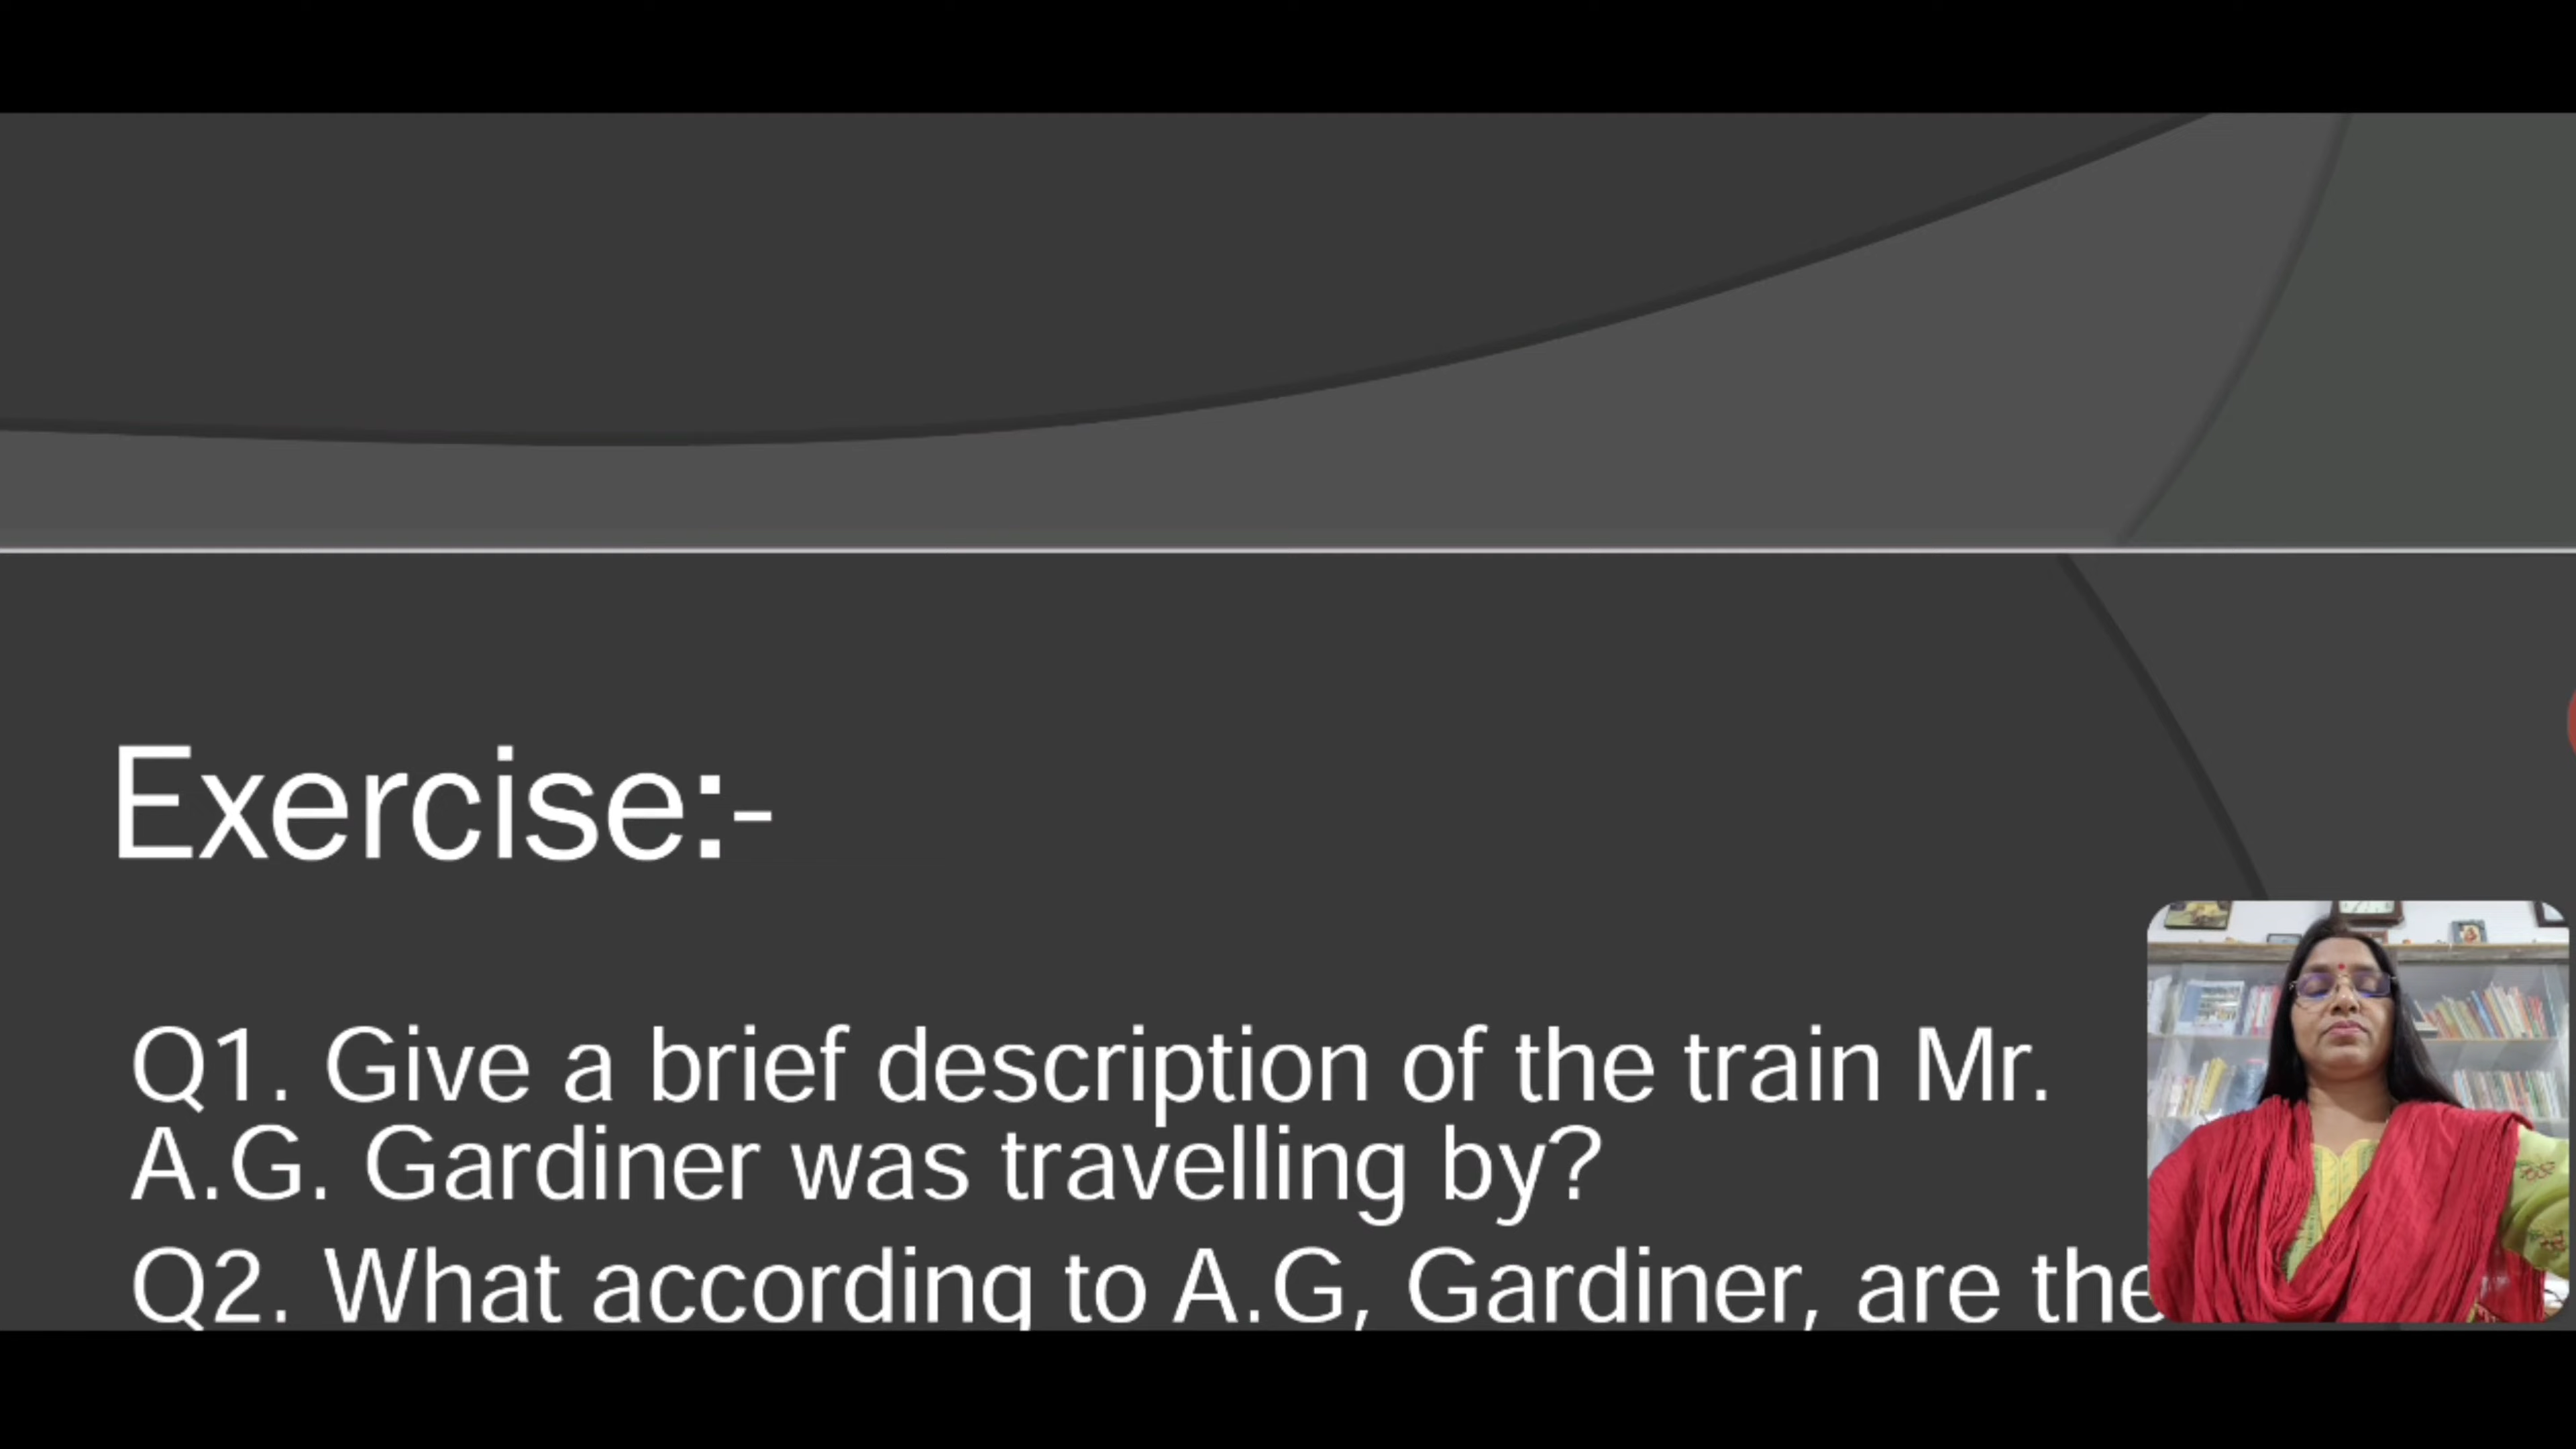 Exercise:-
Q1. Give a brief description of the train Mr.
A.G. Gardiner was travelling by?
Q2. What according to A.G, Gardiner, are the